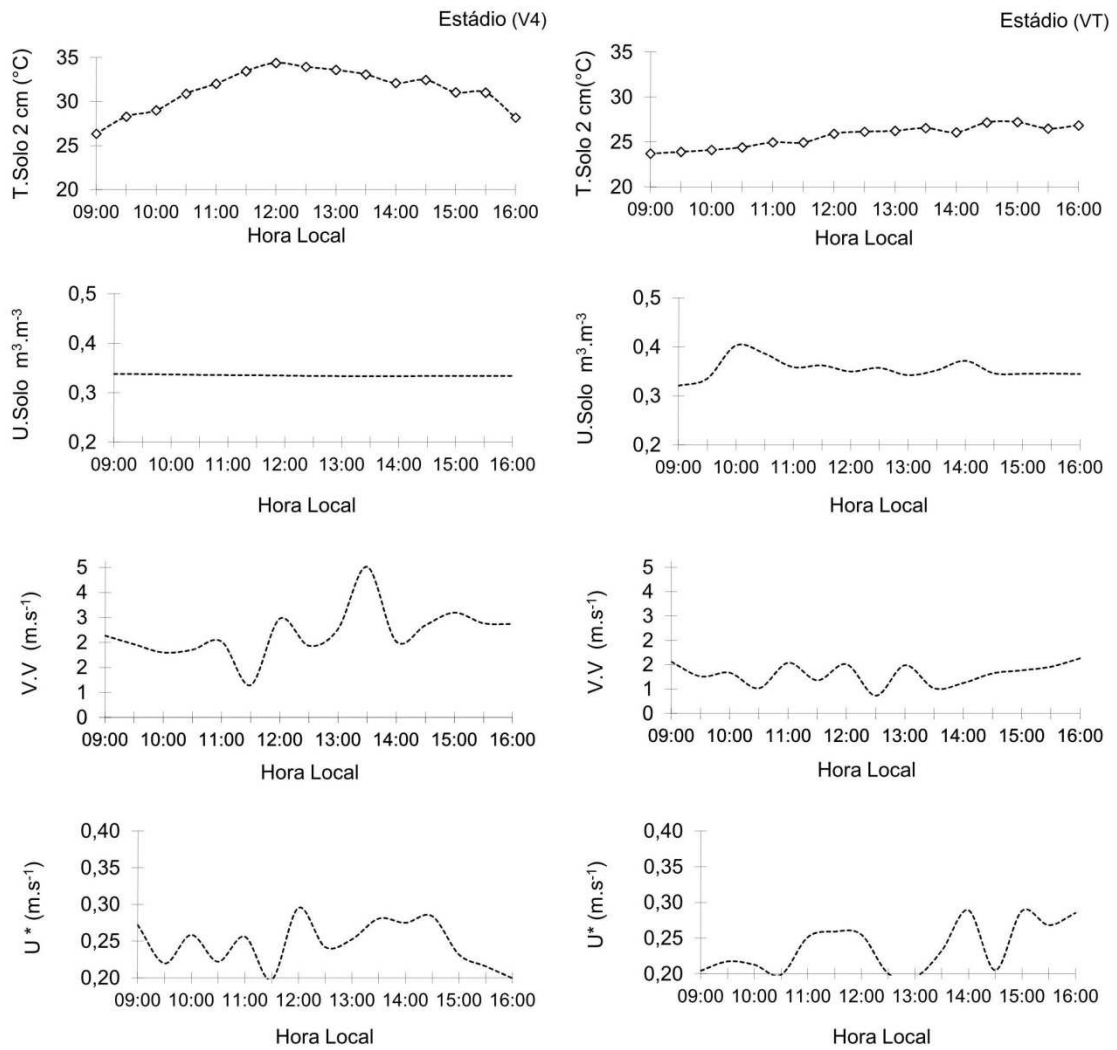 Estádio (V4)
T.Solo 2 cm (°C)
35
30
25
20
09:00 10:00 11:00 12:00 13:00 14:00 15:00 16:00
Hora Local
Estádio (VT)
T.Solo 2 cm(°C)
35
30
25
20
09:00 10:00 11:00 12:00 13:00 14:00 15:00 16:00
Hora Local
U.Solo m³.m⁻³
0,5
0,4
0,3
0,2
09:00 10:00 11:00 12:00 13:00 14:00 15:00 16:00
Hora Local
U.Solo m³.m⁻³
0,5
0,4
0,3
0,2
09:00 10:00 11:00 12:00 13:00 14:00 15:00 16:00
Hora Local
V.V (m.s⁻¹)
5
4
3
2
2
1
0
09:00 10:00 11:00 12:00 13:00 14:00 15:00 16:00
Hora Local
V.V (m.s⁻¹)
5
4
3
2
2
1
0
09:00 10:00 11:00 12:00 13:00 14:00 15:00 16:00
Hora Local
U * (m.s⁻¹)
0,40
0,35
0,30
0,25
0,20
09:00 10:00 11:00 12:00 13:00 14:00 15:00 16:00
Hora Local
U* (m.s⁻¹)
0,40
0,35
0,30
0,25
0,20
09:00 10:00 11:00 12:00 13:00 14:00 15:00 16:00
Hora Local